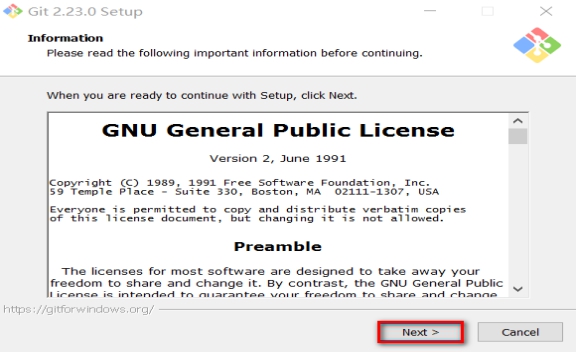 Git 2.23.0 Setup
Information
Please read the following important information before continuing.
When you are ready to continue with Setup, click Next.
GNU General Public License
Version 2, June 1991
Copyright (C) 1989, 1991 Free Software Foundation, Inc.
59 Temple Place - Suite 330, Boston, MA  02111-1307, USA
Everyone is permitted to copy and distribute verbatim copies
of this license document, but changing it is not allowed.
Preamble
The licenses for most software are designed to take away your
freedom to share and change it. By contrast, the GNU General Public
License is intended to guarantee your freedom to share and change
https://gitforwindows.org/
Next >
Cancel